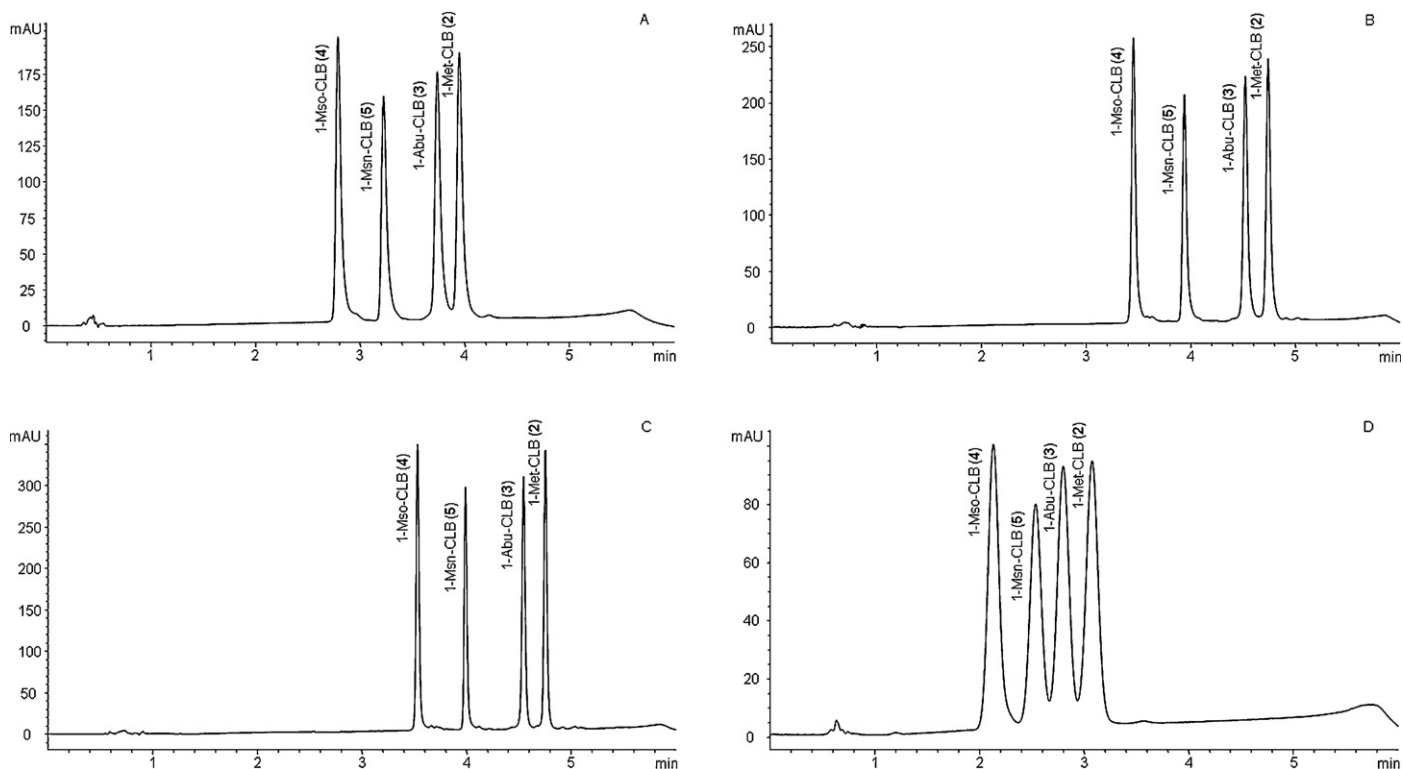 mAU
A
175
150
125
100
75
50
25
0
1-Mso-CLB (4)
1-Msn-CLB (5)
1-Abu-CLB (3)
1-Met-CLB (2)
1
2
3
4
5
min
mAU
B
250
200
150
100
50
0
1-Mso-CLB (4)
1-Msn-CLB (5)
1-Abu-CLB (3)
1-Met-CLB (2)
1
2
3
4
5
min
mAU
C
300
250
200
150
100
50
0
1-Mso-CLB (4)
1-Msn-CLB (5)
1-Abu-CLB (3)
1-Met-CLB (2)
1
2
3
4
5
min
mAU
D
80
60
40
20
0
1-Mso-CLB (4)
1-Msn-CLB (5)
1-Abu-CLB (3)
1-Met-CLB (2)
1
2
3
4
5
min